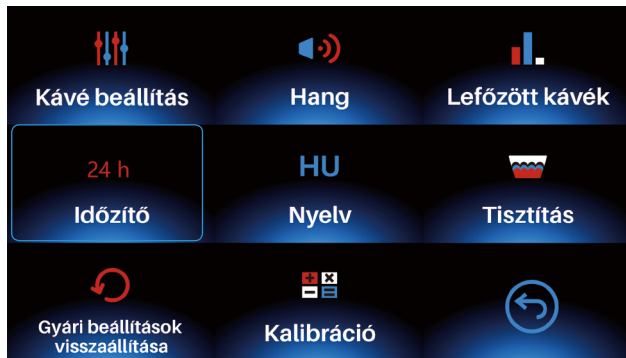 Kávé beállítás
Hang
Lefőzött kávék
24 h
HU
Időzítő
Nyelv
Tisztítás
Gyári beállítások
visszaállítása
Kalibráció